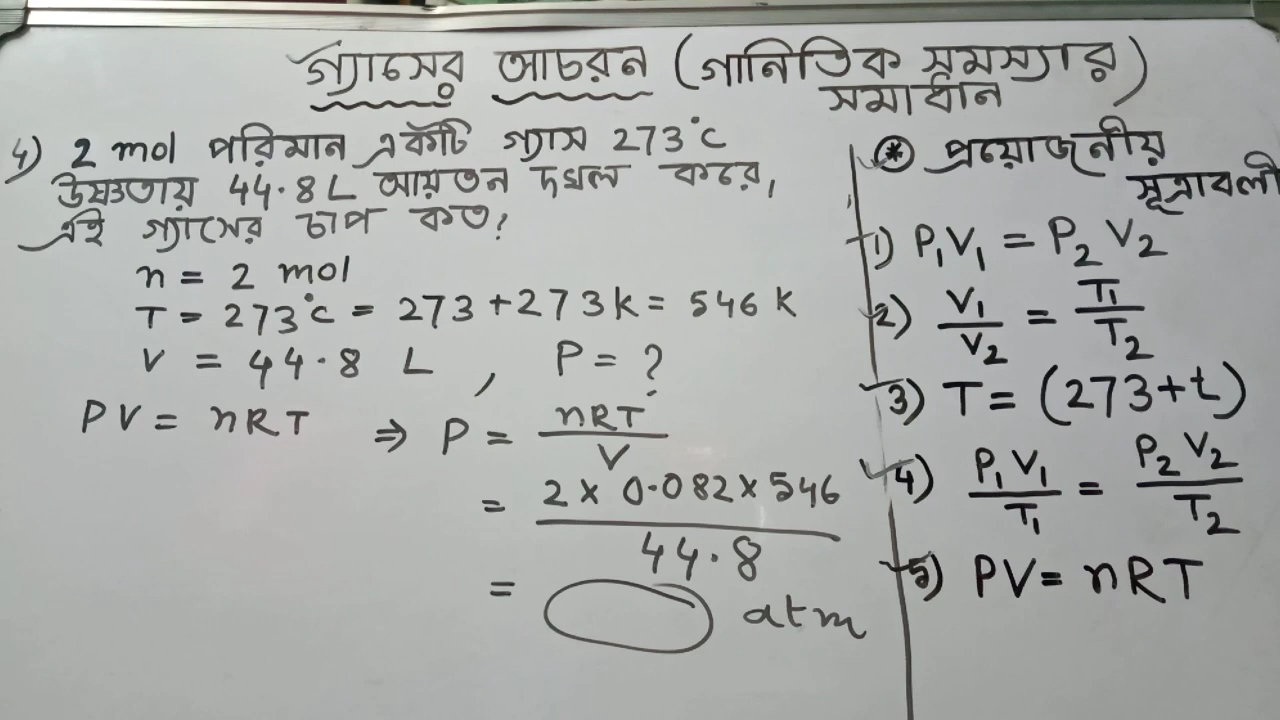 গ্যাসের আচরন (গানিতিক সমস্যার
সমাধান)
4) 2 mol পরিমান একটি গ্যাস 273°C
উষ্ণতায় 44.8 L আয়তন দখল করে,
এই গ্যাসের চাপ কত?
n = 2 mol
T = 273°C = 273 + 273 K = 546 K
V = 44.8 L , P = ?
PV = nRT ⇒ P = nRT / V
= 2 × 0.082 × 546 / 44.8
= atm
* প্রয়োজনীয়
সূত্রাবলী
1) P₁V₁ = P₂V₂
2) V₁/V₂ = T₁/T₂
3) T = (273+t)
4) P₁V₁/T₁ = P₂V₂/T₂
5) PV = nRT